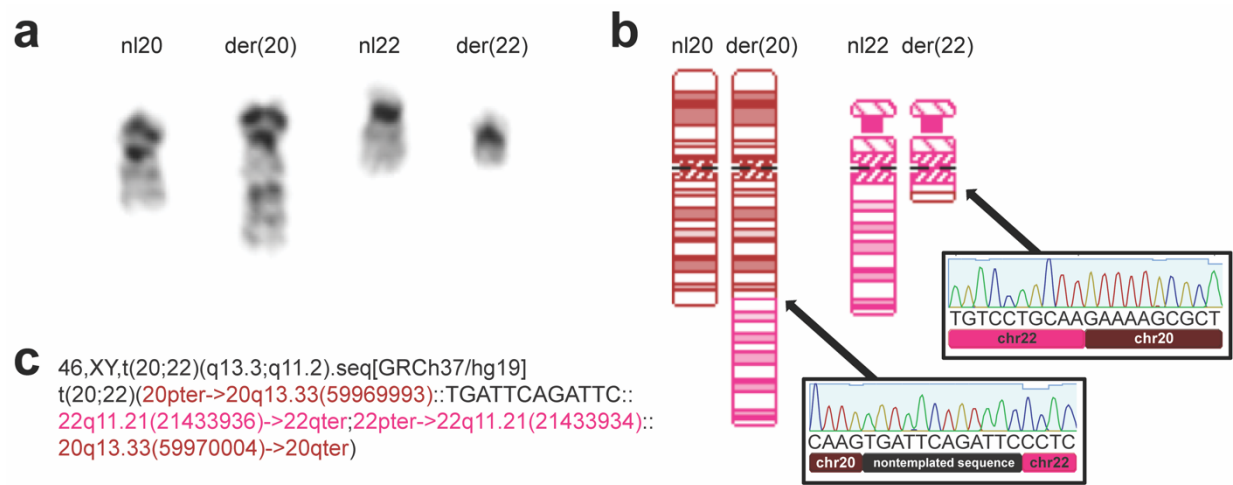 a
nl20 der(20) nl22 der(22)
b
nl20 der(20) nl22 der(22)
TGTCCTGCAAGAAAAGCGCT
chr22 chr20
CAAGTGATTCAGATTCCCTC
chr20 nontemplated sequence chr22
c
46,XY,t(20;22)(q13.3;q11.2).seq[GRCh37/hg19]
t(20;22)(20pter->20q13.33(59969993)::TGATTCAGATTC::
22q11.21(21433936)->22qter;22pter->22q11.21(21433934)::
20q13.33(59970004)->20qter)